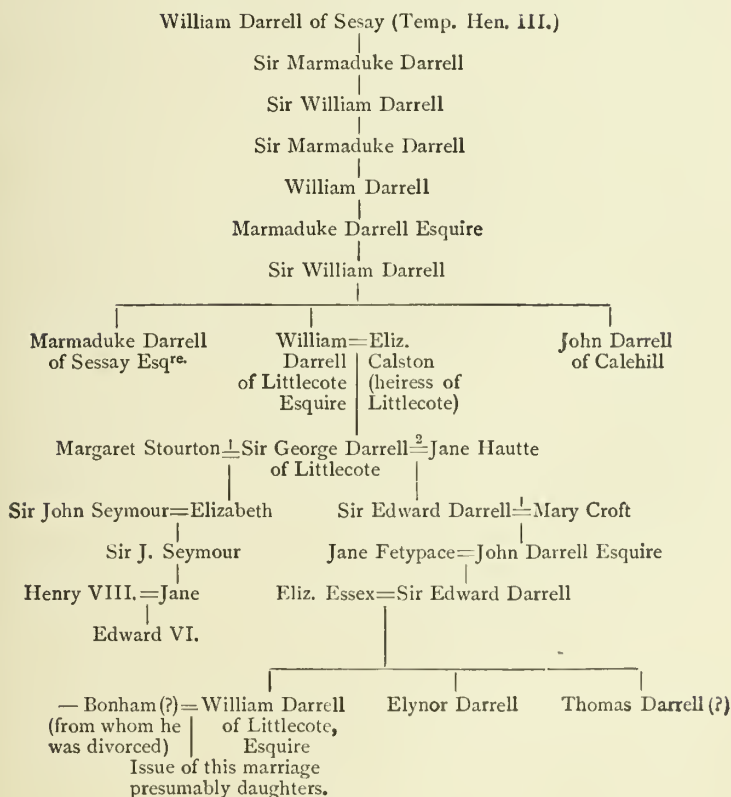 William Darrell of Sesay (Temp. Hen. iii.)
Sir Marmaduke Darrell
Sir William Darrell
Sir Marmaduke Darrell
William Darrell
Marmaduke Darrell Esquire
Sir William Darrell
Marmaduke Darrell
of Sessay Esqre.
William=Eliz.
Darrell Calston
of Littlecote (heiress of
Esquire Littlecote)
John Darrell
of Calehill
Margaret Stourton 1= Sir George Darrell 2= Jane Hautte
of Littlecote
Sir John Seymour=Elizabeth Sir Edward Darrell 1= Mary Croft
Sir J. Seymour Jane Fetypace=John Darrell Esquire
Henry VIII.=Jane Eliz. Essex=Sir Edward Darrell
Edward VI.
— Bonham (?)=William Darrell
(from whom he of Littlecote,
was divorced) Esquire
Issue of this marriage
presumably daughters.
Elynor Darrell
Thomas Darrell (?)